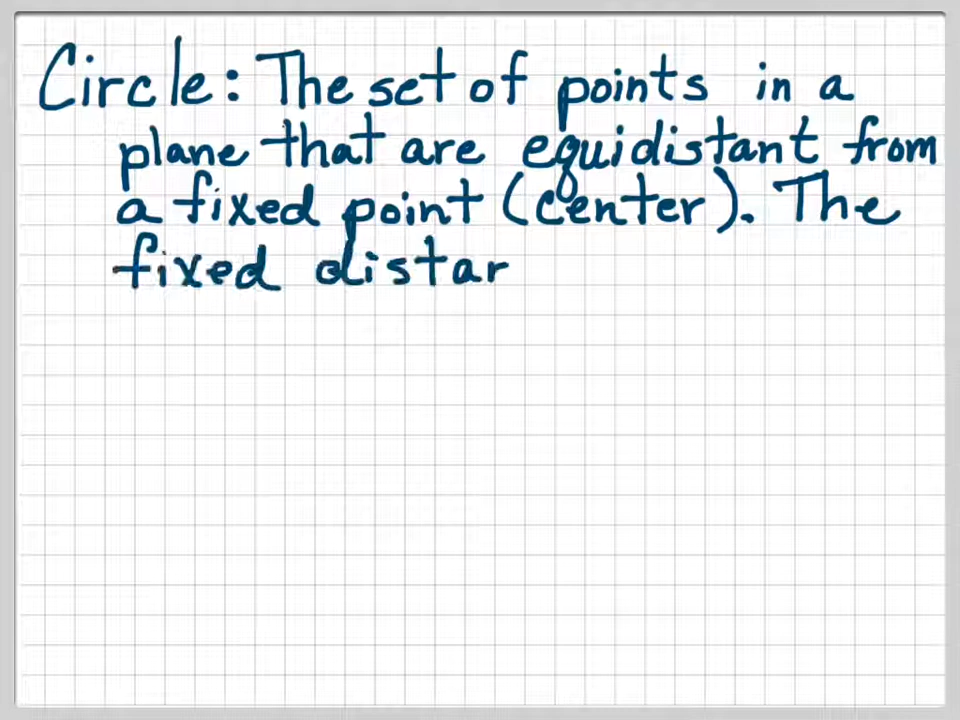 Circle: The set of points in a
plane that are equidistant from
a fixed point (center). The
fixed distar